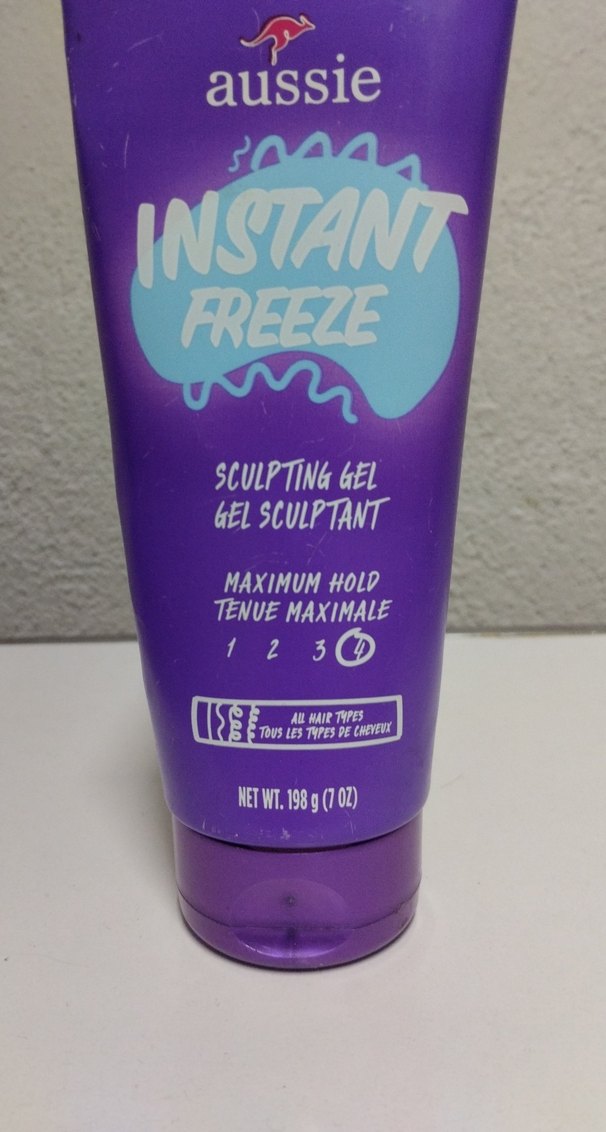 aussie
INSTANT
FREEZE
SCULPTING GEL
GEL SCULPTANT
MAXIMUM HOLD
TENUE MAXIMALE
1 2 3 4
ALL HAIR TYPES
TOUS LES TYPES DE CHEVEUX
NET WT. 198 g (7 OZ)